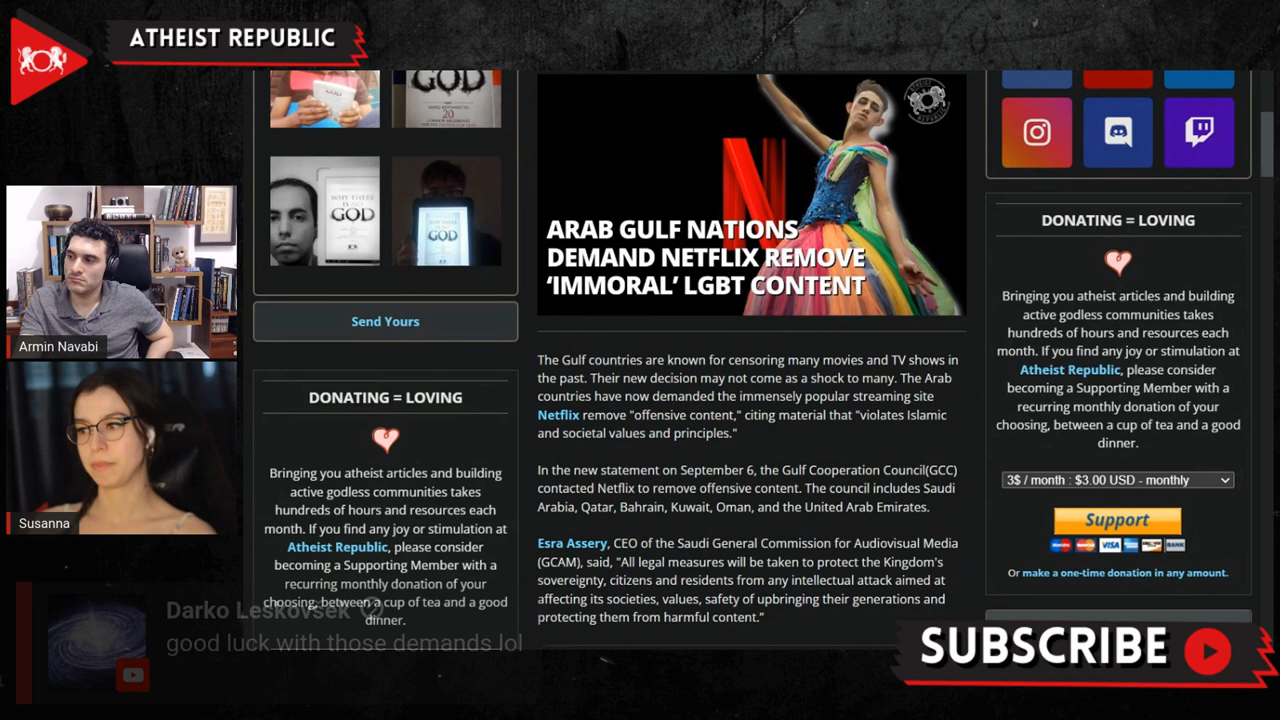 ATHEIST REPUBLIC
GOD
20
WHY THERE
IS NO
GOD
GOD
Send Yours
DONATING = LOVING
Bringing you atheist articles and building
active godless communities takes
hundreds of hours and resources each
month. If you find any joy or stimulation at
Atheist Republic, please consider
becoming a Supporting Member with a
recurring monthly donation of your
choosing, between a cup of tea and a good
dinner.
N
ARAB GULF NATIONS
DEMAND NETFLIX REMOVE
‘IMMORAL’ LGBT CONTENT
The Gulf countries are known for censoring many movies and TV shows in
the past. Their new decision may not come as a shock to many. The Arab
countries have now demanded the immensely popular streaming site
Netflix remove "offensive content," citing material that "violates Islamic
and societal values and principles."
In the new statement on September 6, the Gulf Cooperation Council(GCC)
contacted Netflix to remove offensive content. The council includes Saudi
Arabia, Qatar, Bahrain, Kuwait, Oman, and the United Arab Emirates.
Esra Assery, CEO of the Saudi General Commission for Audiovisual Media
(GCAM), said, "All legal measures will be taken to protect the Kingdom's
sovereignty, citizens and residents from any intellectual attack aimed at
affecting its societies, values, safety of upbringing their generations and
protecting them from harmful content.”
DONATING = LOVING
Bringing you atheist articles and building
active godless communities takes
hundreds of hours and resources each
month. If you find any joy or stimulation at
Atheist Republic, please consider
becoming a Supporting Member with a
recurring monthly donation of your
choosing, between a cup of tea and a good
dinner.
3$ / month : $3.00 USD - monthly
Support
VISA
BANK
Or make a one-time donation in any amount.
Armin Navabi
Susanna
Darko Leskovsek
good luck with those demands lol
SUBSCRIBE